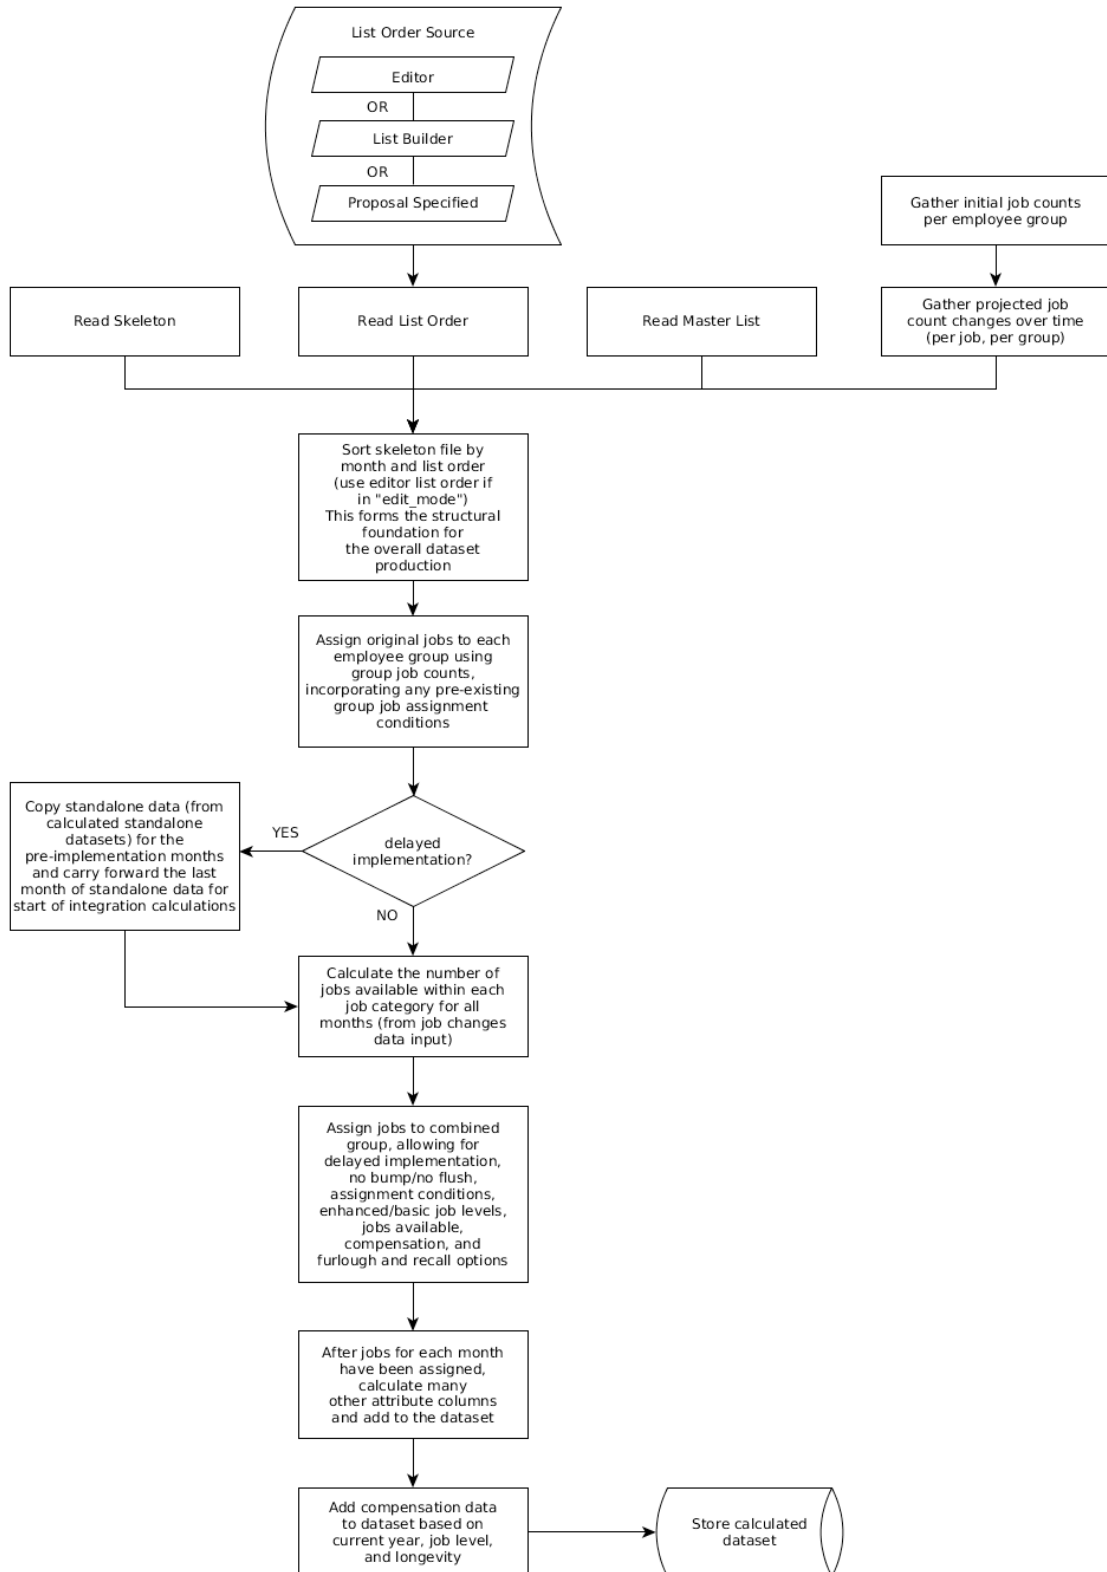 List Order Source
Editor
OR
List Builder
OR
Proposal Specified
Gather initial job counts
per employee group
Read Skeleton
Read List Order
Read Master List
Gather projected job
count changes over time
(per job, per group)
Sort skeleton file by
month and list order
(use editor list order if
in "edit_mode")
This forms the structural
foundation for
the overall dataset
production
Assign original jobs to each
employee group using
group job counts,
incorporating any pre-existing
group job assignment
conditions
Copy standalone data (from
calculated standalone
datasets) for the
pre-implementation months
and carry forward the last
month of standalone data for
start of integration calculations
YES
delayed
implementation?
NO
Calculate the number of
jobs available within each
job category for all
months (from job changes
data input)
Assign jobs to combined
group, allowing for
delayed implementation,
no bump/no flush,
assignment conditions,
enhanced/basic job levels,
jobs available,
compensation, and
furlough and recall options
After jobs for each month
have been assigned,
calculate many
other attribute columns
and add to the dataset
Add compensation data
to dataset based on
current year, job level,
and longevity
Store calculated
dataset